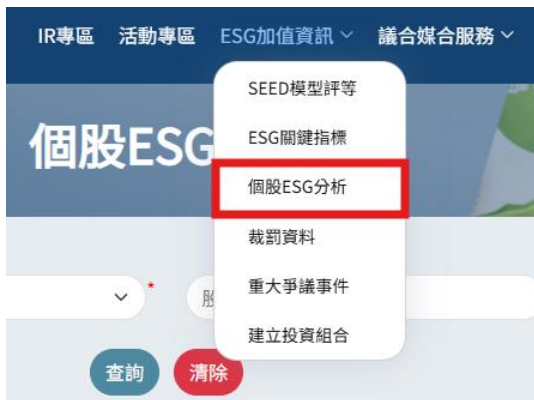 IR專區 活動專區 ESG加值資訊 議合媒合服務
SEED模型評等
個股ESG
ESG關鍵指標
個股ESG分析
裁罰資料
*
股
重大爭議事件
建立投資組合
查詢 清除